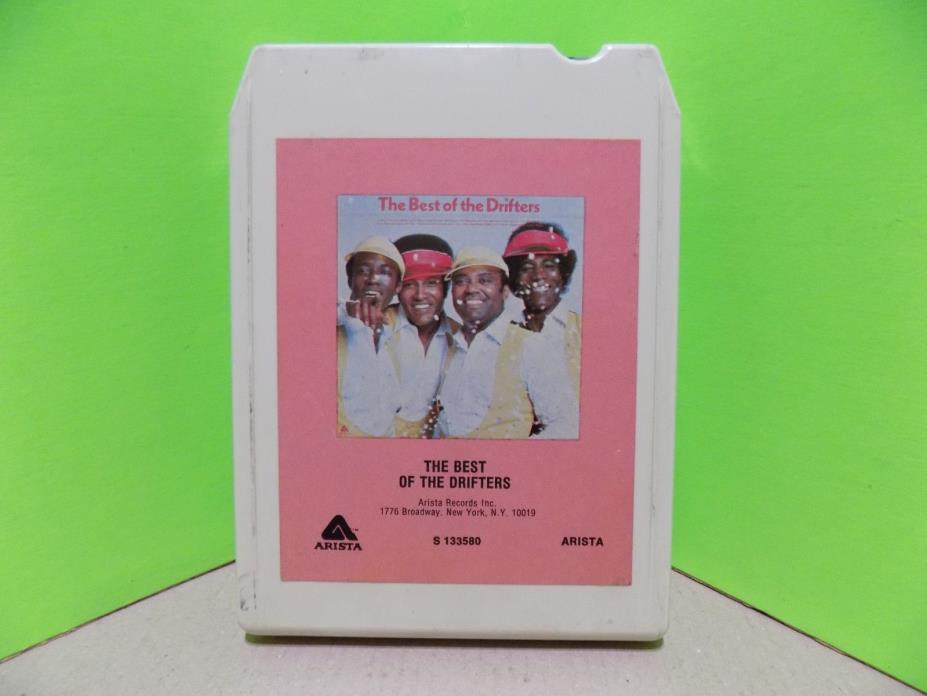 The Best of the Drifters
THE BEST
OF THE DRIFTERS
Arista Records Inc.
1776 Broadway. New York, N.Y. 10019
ARISTA™
S 133580
ARISTA